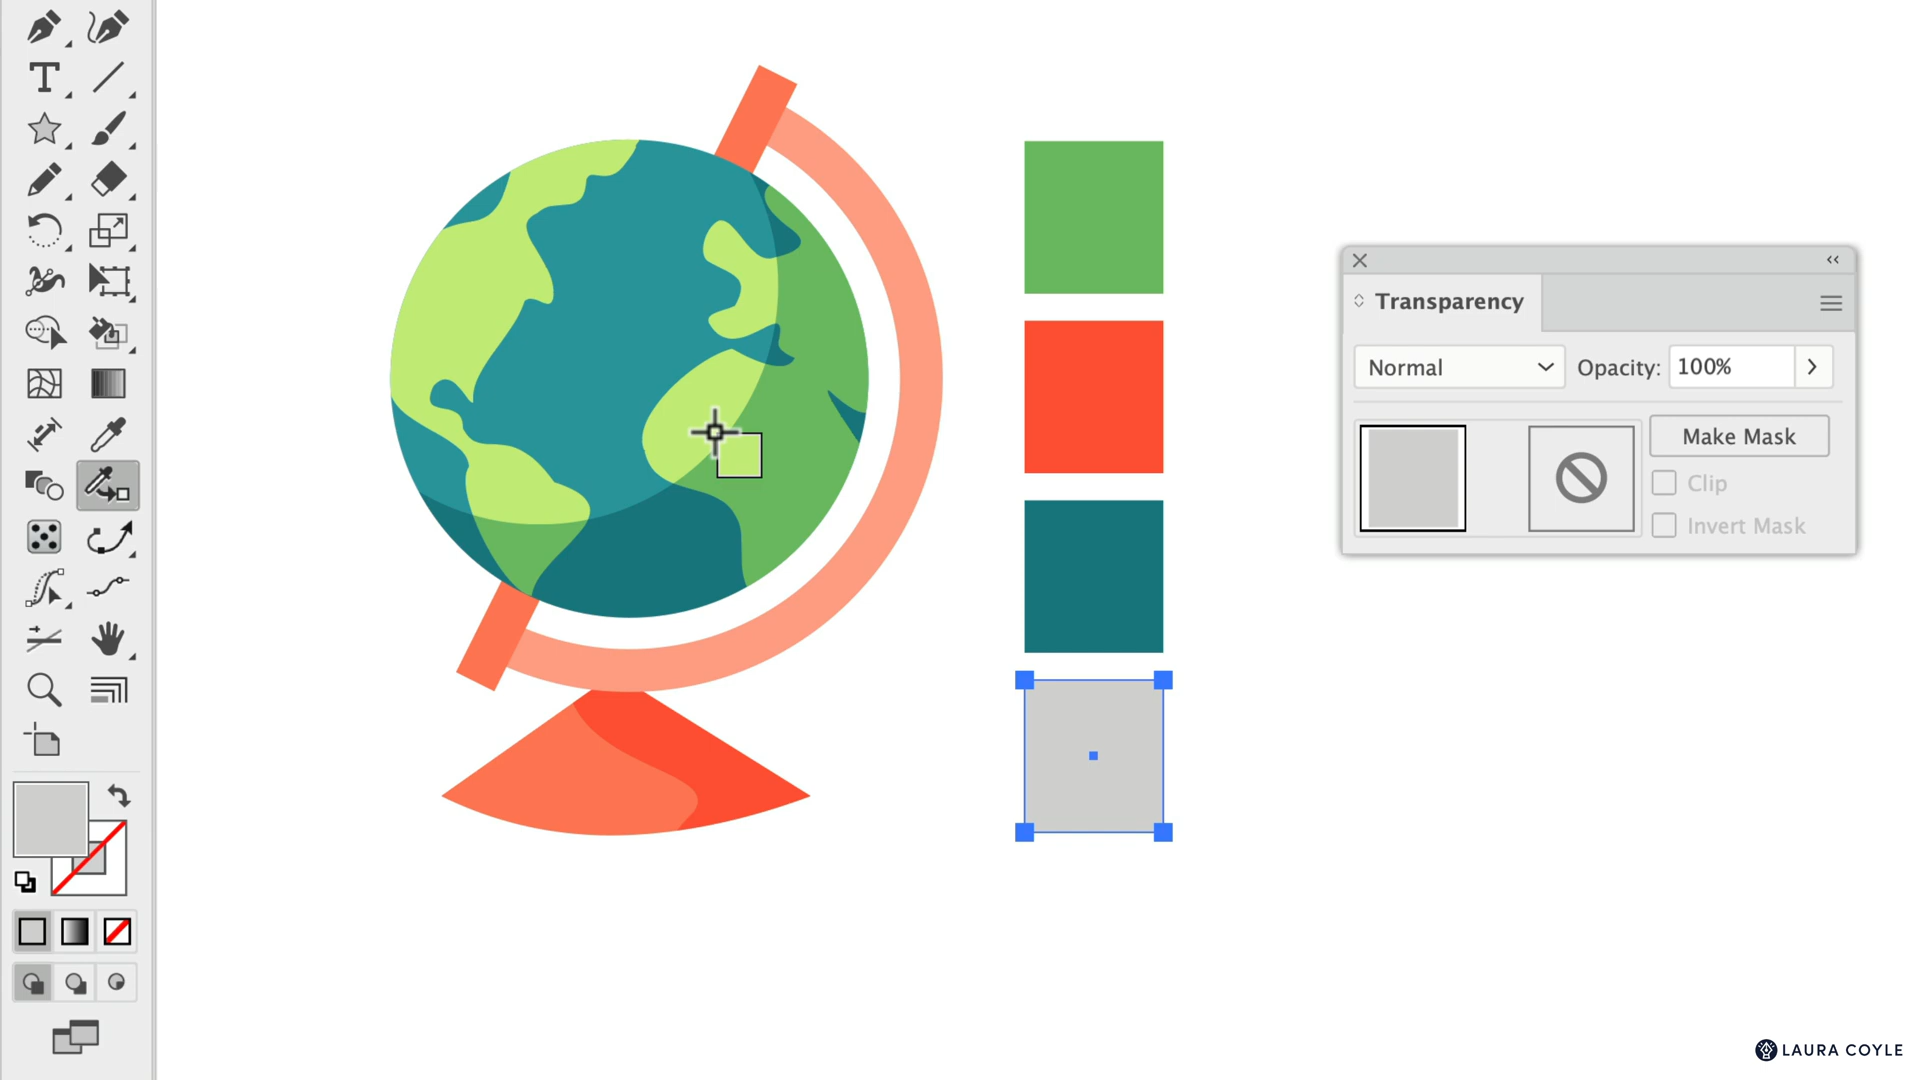 Transparency
Normal
Opacity: 100%
Make Mask
Clip
Invert Mask
LAURA COYLE